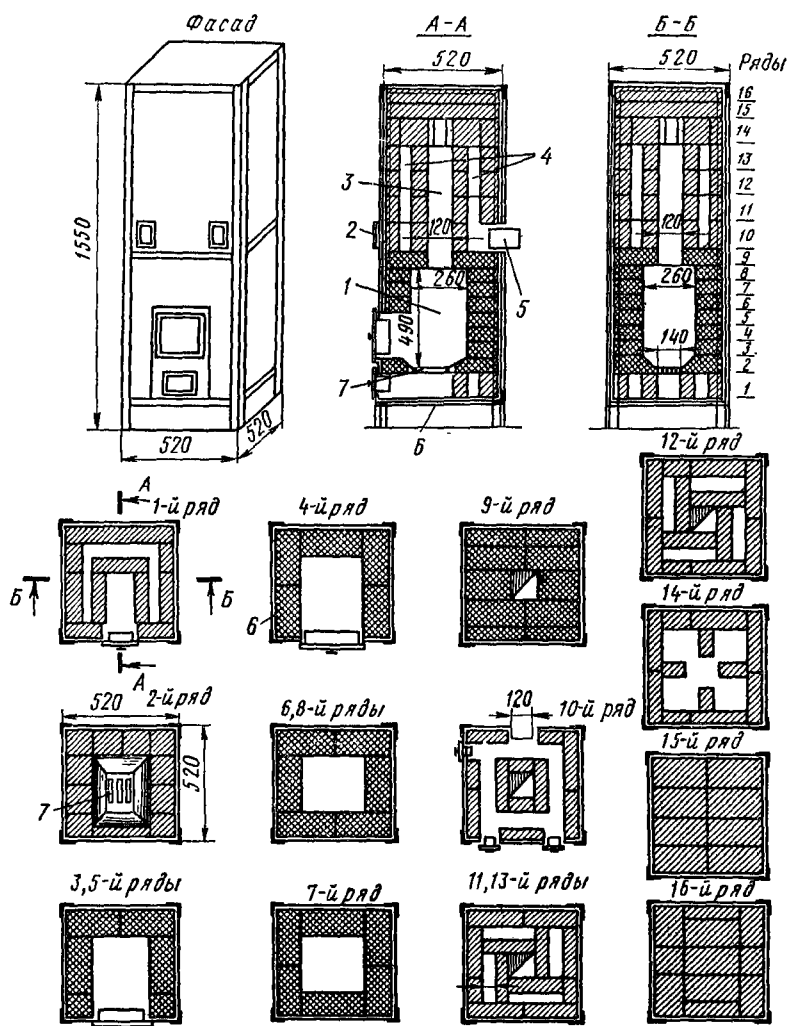 Фасад
А-А
Б-Б
520
520
Ряды
1550
16
15
14
13
12
11
10
9
8
7
6
5
4
3
2
1
4
3
120
2
5
1
260
490
7
6
120
260
140
520
520
А
1-й ряд
Б
Б
А
4-й ряд
6
9-й ряд
12-й ряд
14-й ряд
520
2-й ряд
520
7
6,8-й ряды
120
10-й ряд
15-й ряд
3,5-й ряды
7-й ряд
11,13-й ряды
16-й ряд